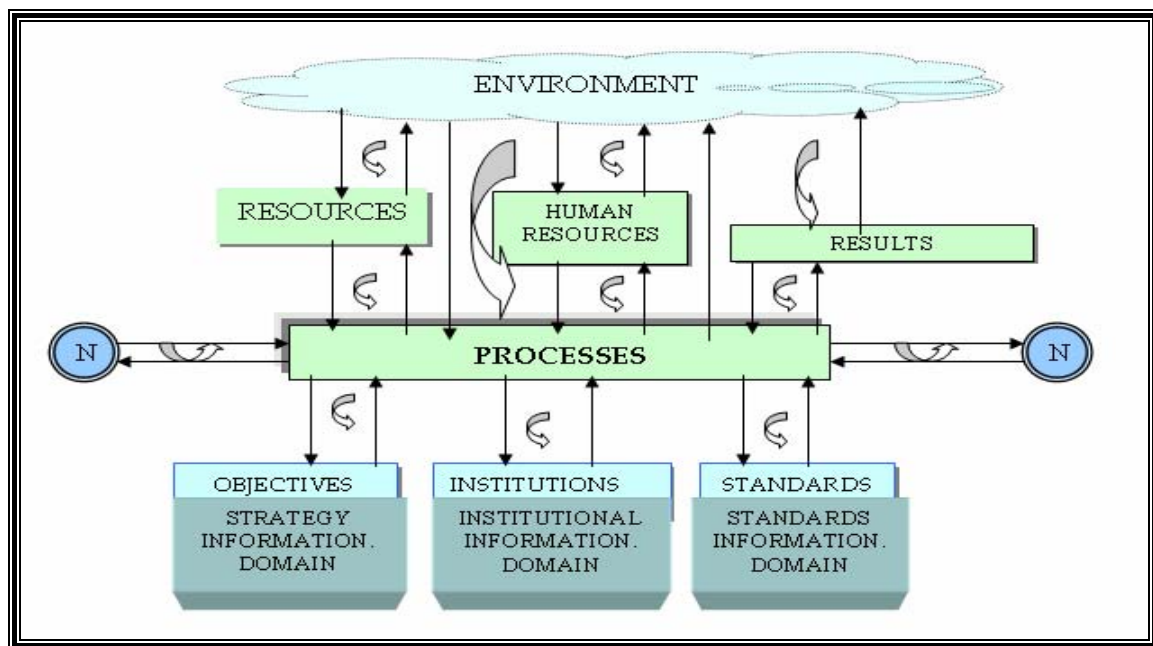 ENVIRONMENT
RESOURCES
HUMAN
RESOURCES
RESULTS
N
PROCESSES
N
OBJECTIVES
STRATEGY
INFORMATION.
DOMAIN
INSTITUTIONS
INSTITUTIONAL
INFORMATION.
DOMAIN
STANDARDS
STANDARDS
INFORMATION.
DOMAIN